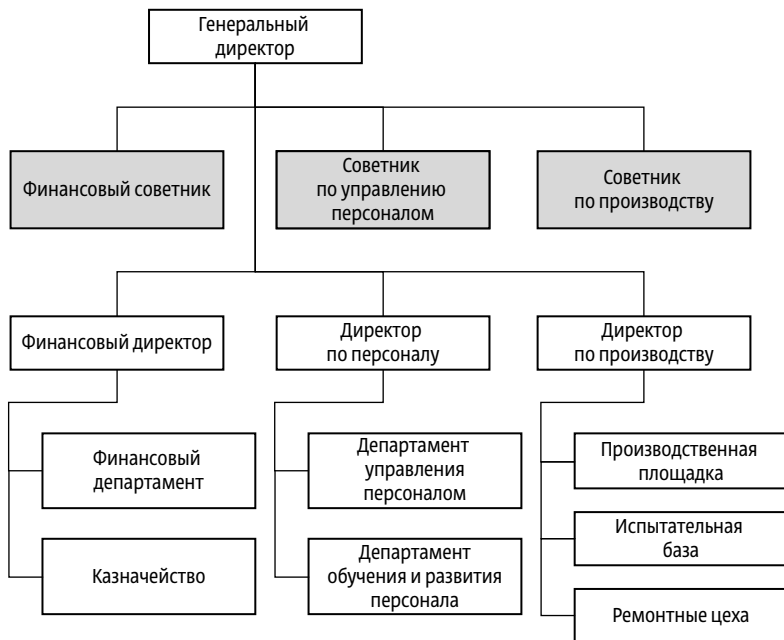 Генеральный
директор
Финансовый советник
Советник
по управлению
персоналом
Советник
по производству
Финансовый директор
Директор
по персоналу
Директор
по производству
Финансовый
департамент
Департамент
управления
персоналом
Производственная
площадка
Испытательная
база
Казначейство
Департамент
обучения и развития
персонала
Ремонтные цеха